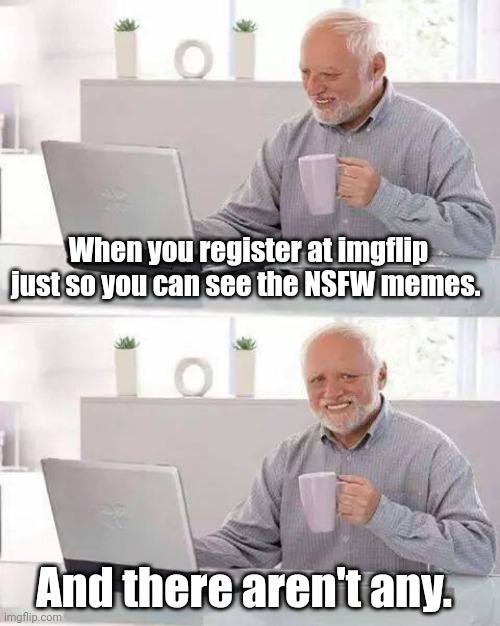 When you register at imgflip
just so you can see the NSFW memes.
And there aren't any.
imgflip.com